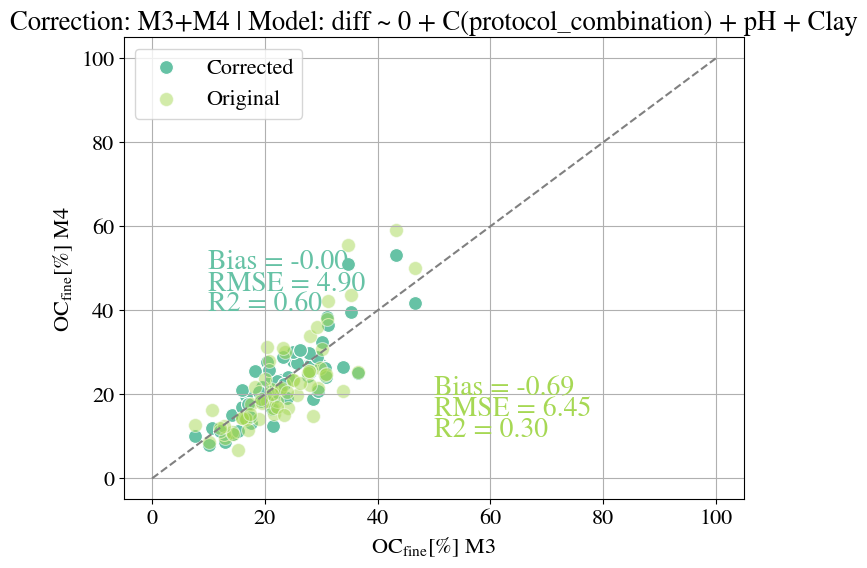 Correction: M3+M4 | Model: diff ~ 0 + C(protocol_combination) + pH + Clay
Corrected
Original
100
80
60
40
20
0
OCfine[%] M4
Bias = -0.00
RMSE = 4.90
R2 = 0.60
Bias = -0.69
RMSE = 6.45
R2 = 0.30
0 20 40 60 80 100
OCfine[%] M3